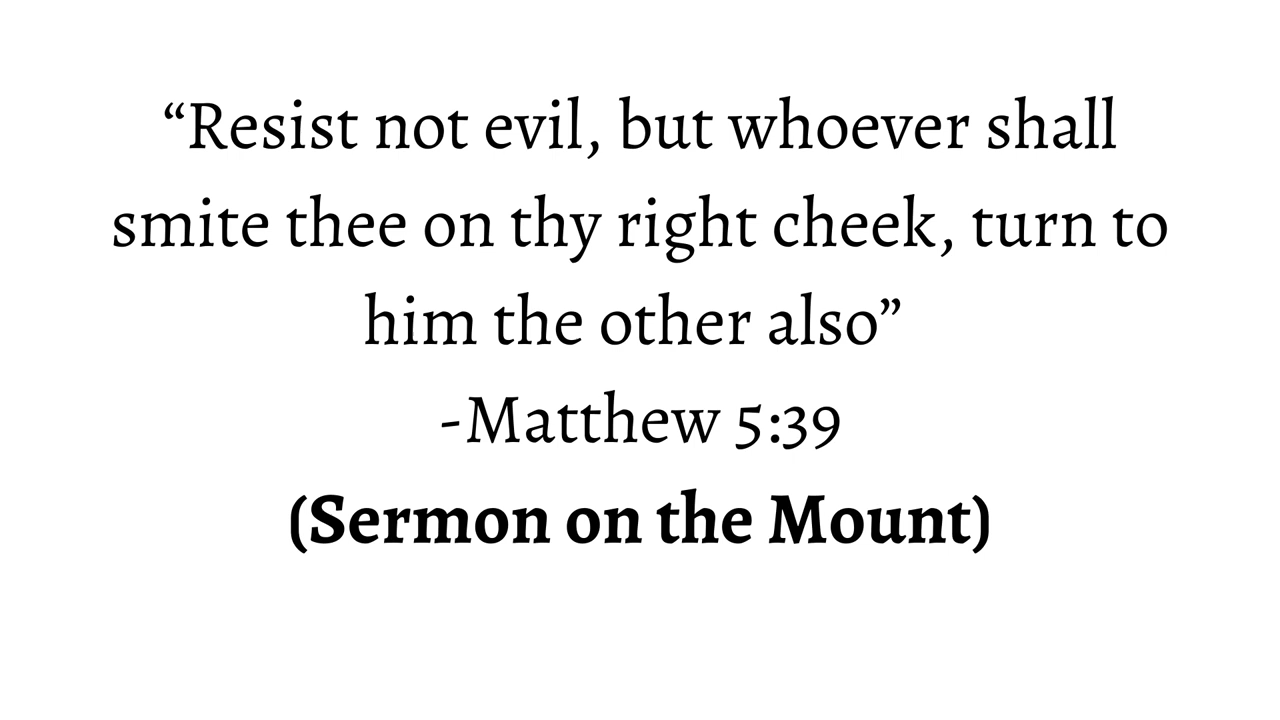 “Resist not evil, but whoever shall
smite thee on thy right cheek, turn to
him the other also”
-Matthew 5:39
(Sermon on the Mount)